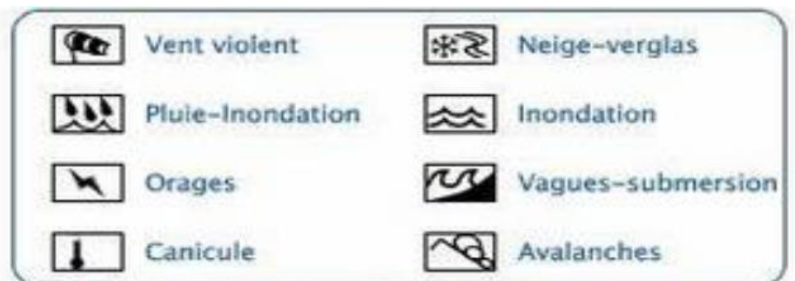 Vent violent
Neige-verglas
Pluie-Inondation
Inondation
Orages
Vagues-submersion
Canicule
Avalanches